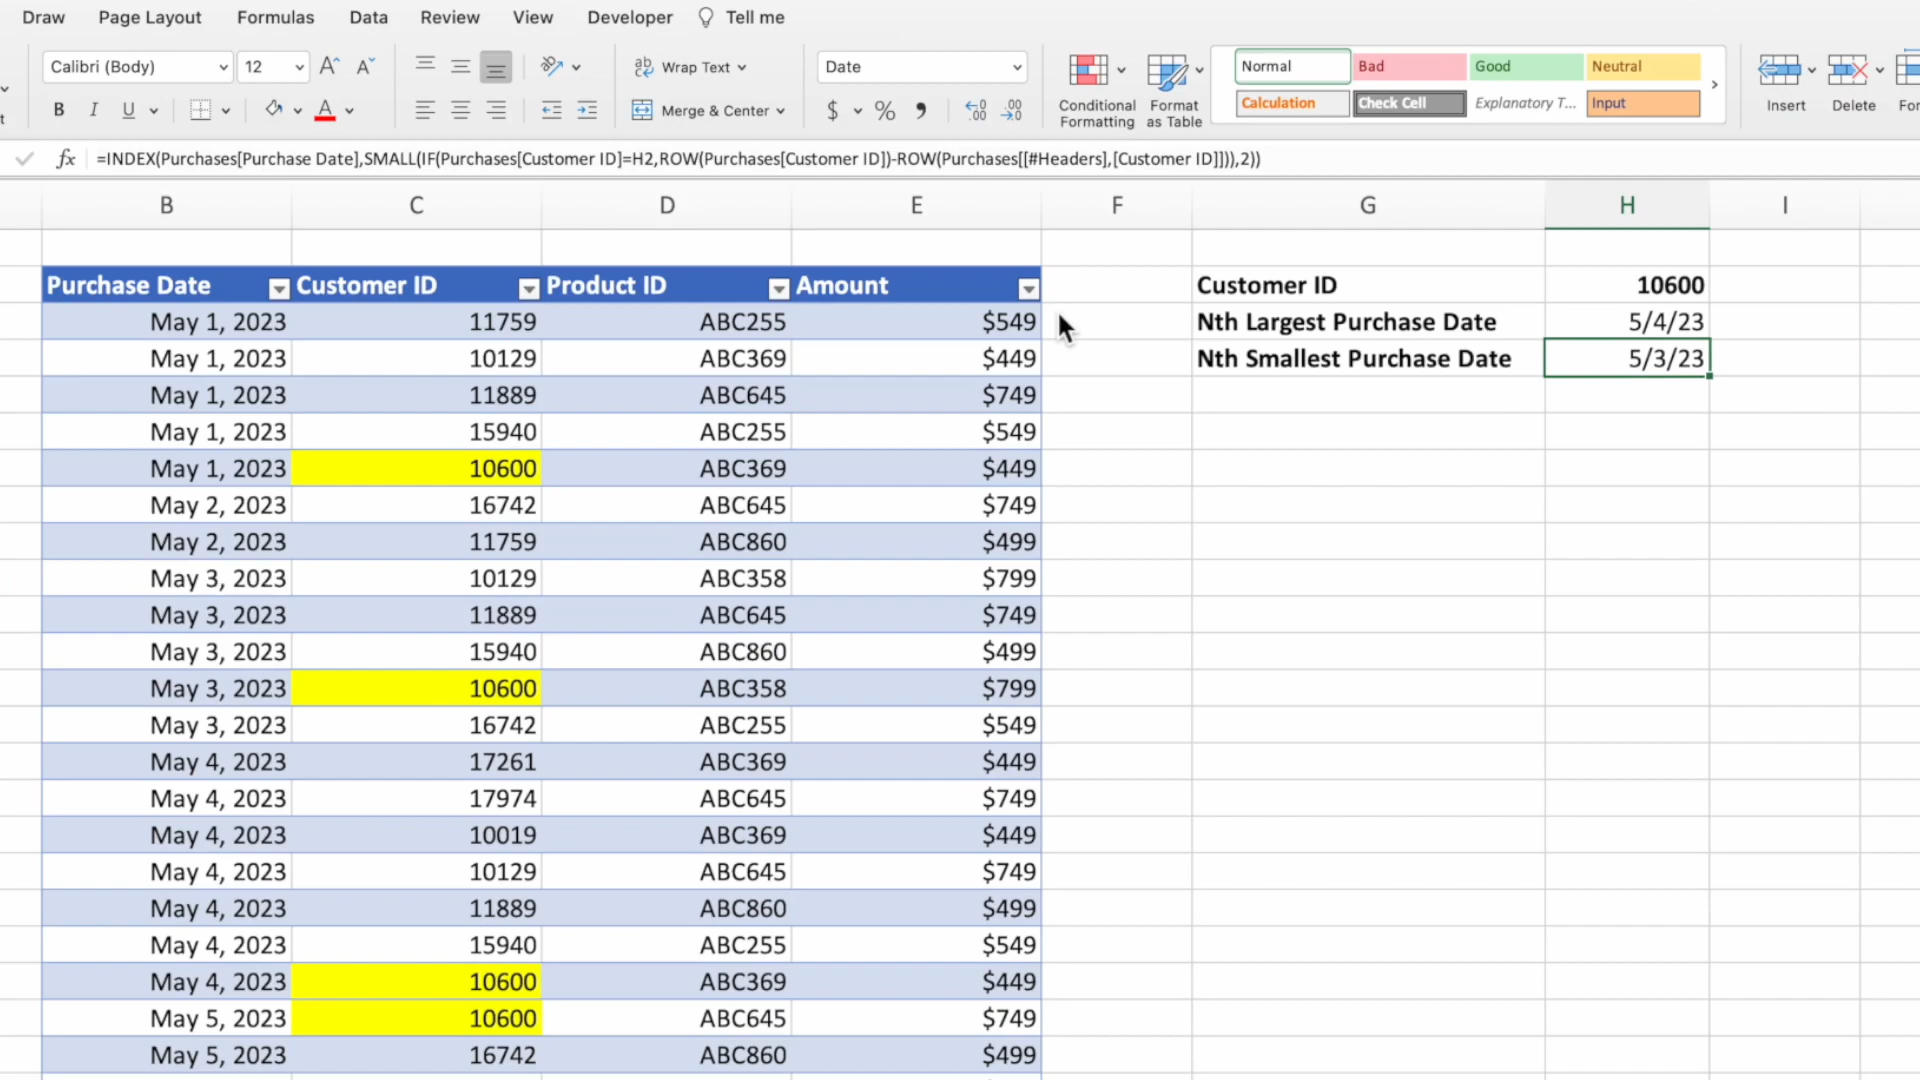 Draw Page Layout Formulas Data Review View Developer Tell me
Calibri (Body) 12 A^ A˅ ab Wrap Text Date Normal Bad Good Neutral
B I U A Merge & Center $ % , .00 .00 Conditional Formatting Format as Table Calculation Check Cell Explanatory T... Input Insert Delete
fx =INDEX(Purchases[Purchase Date],SMALL(IF(Purchases[Customer ID]=H2,ROW(Purchases[Customer ID])-ROW(Purchases[[#Headers],[Customer ID]])),2))
B C D E F G H I
Purchase Date Customer ID Product ID Amount Customer ID 10600
May 1, 2023 11759 ABC255 $549 Nth Largest Purchase Date 5/4/23
May 1, 2023 10129 ABC369 $449 Nth Smallest Purchase Date 5/3/23
May 1, 2023 11889 ABC645 $749
May 1, 2023 15940 ABC255 $549
May 1, 2023 10600 ABC369 $449
May 2, 2023 16742 ABC645 $749
May 2, 2023 11759 ABC860 $499
May 3, 2023 10129 ABC358 $799
May 3, 2023 11889 ABC645 $749
May 3, 2023 15940 ABC860 $499
May 3, 2023 10600 ABC358 $799
May 3, 2023 16742 ABC255 $549
May 4, 2023 17261 ABC369 $449
May 4, 2023 17974 ABC645 $749
May 4, 2023 10019 ABC369 $449
May 4, 2023 10129 ABC645 $749
May 4, 2023 11889 ABC860 $499
May 4, 2023 15940 ABC255 $549
May 4, 2023 10600 ABC369 $449
May 5, 2023 10600 ABC645 $749
May 5, 2023 16742 ABC860 $499